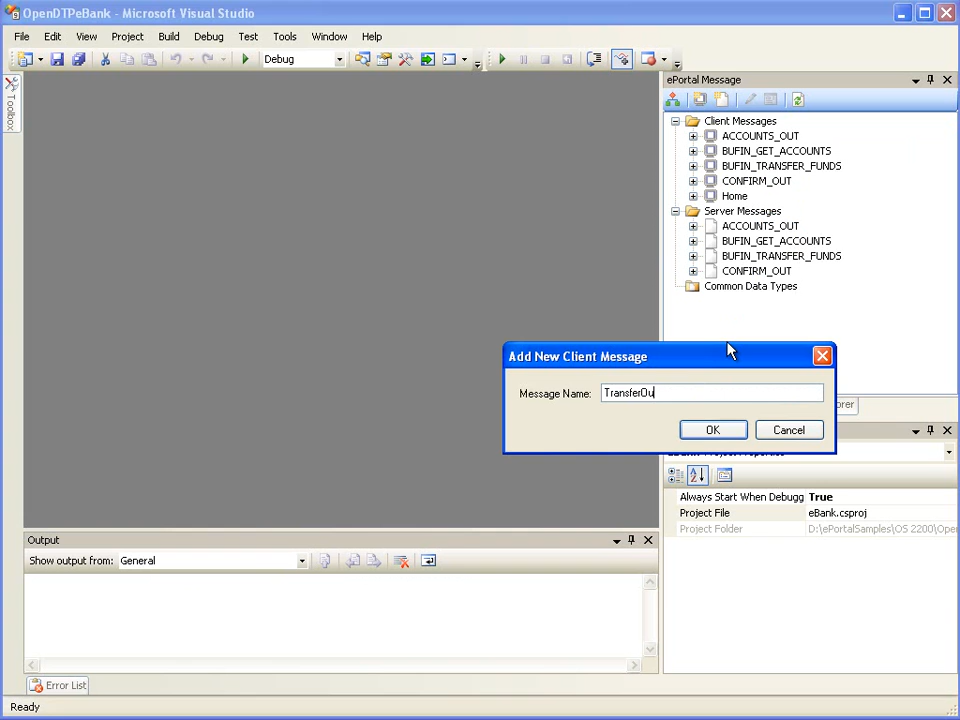 OpenDTPeBank - Microsoft Visual Studio
File Edit View Project Build Debug Test Tools Window Help
Debug
Toolbox
ePortal Message
Client Messages
ACCOUNTS_OUT
BUFIN_GET_ACCOUNTS
BUFIN_TRANSFER_FUNDS
CONFIRM_OUT
Home
Server Messages
ACCOUNTS_OUT
BUFIN_GET_ACCOUNTS
BUFIN_TRANSFER_FUNDS
CONFIRM_OUT
Common Data Types
Add New Client Message
Message Name: TransferOu
OK Cancel
Always Start When Debugg True
Project File eBank.csproj
Project Folder D:\ePortalSamples\OS 2200\Ope
Output
Show output from: General
Error List
Ready